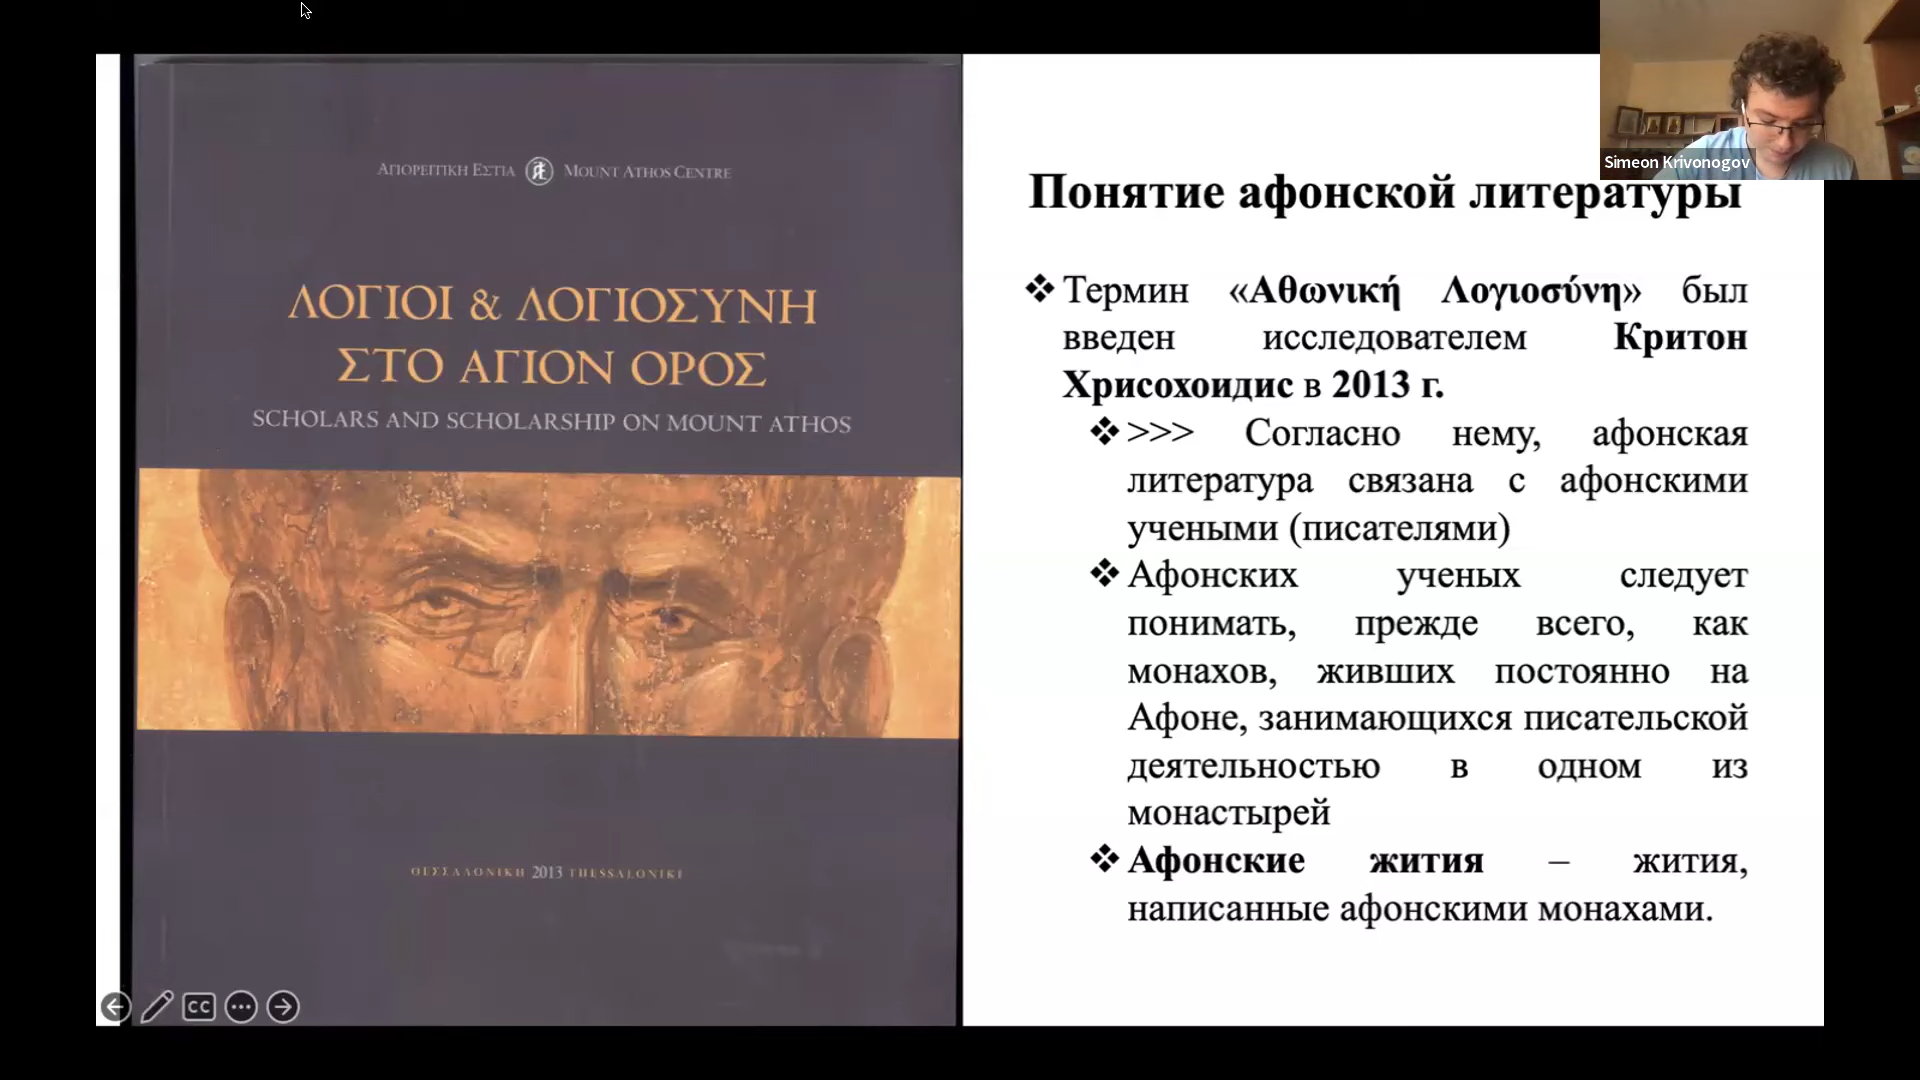 Simeon Krivonogov
ΑΓΙΟΡΕΙΤΙΚΗ ΕΣΤΙΑ MOUNT ATHOS CENTRE
ΛΟΓΙΟΙ & ΛΟΓΙΟΣΥΝΗ
ΣΤΟ ΑΓΙΟΝ ΟΡΟΣ
SCHOLARS AND SCHOLARSHIP ON MOUNT ATHOS
ΘΕΣΣΑΛΟΝΙΚΗ 2013 THESSALONIKI
Понятие афонской литературы
❖ Термин «Αθωνική Λογιοσύνη» был
введен исследователем Критон
Хрисохоидис в 2013 г.
❖ >>> Согласно нему, афонская
литература связана с афонскими
учеными (писателями)
❖ Афонских ученых следует
понимать, прежде всего, как
монахов, живших постоянно на
Афоне, занимающихся писательской
деятельностью в одном из
монастырей
❖ Афонские жития – жития,
написанные афонскими монахами.
CC